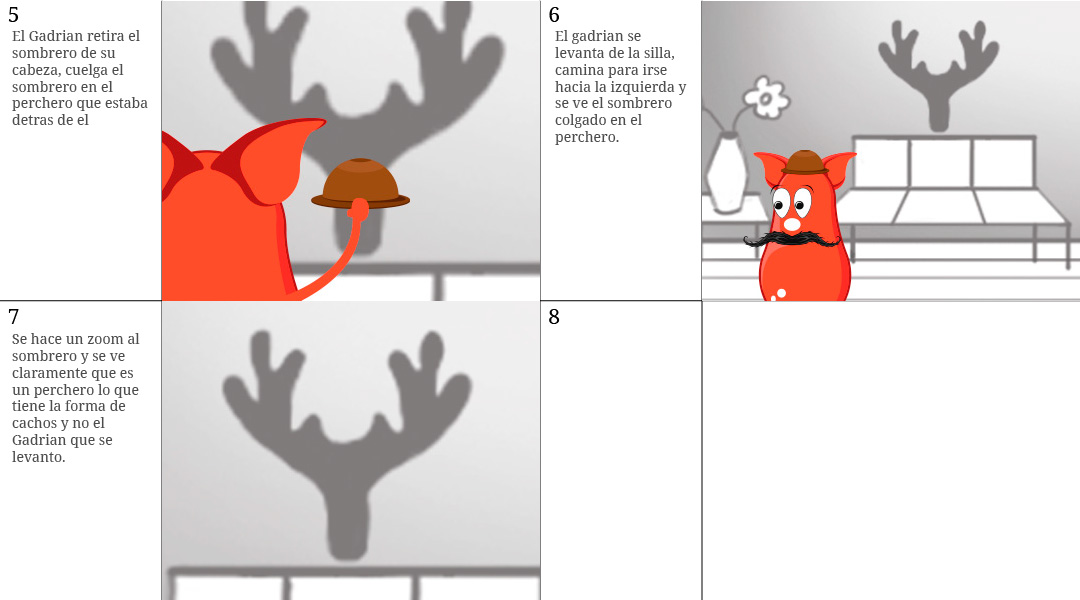 5
El Gadrian retira el
sombrero de su
cabeza, cuelga el
sombrero en el
perchero que estaba
detras de el
6
El gadrian se
levanta de la silla,
camina para irse
hacia la izquierda y
se ve el sombrero
colgado en el
perchero.
7
Se hace un zoom al
sombrero y se ve
claramente que es
un perchero lo que
tiene la forma de
cachos y no el
Gadrian que se
levanto.
8